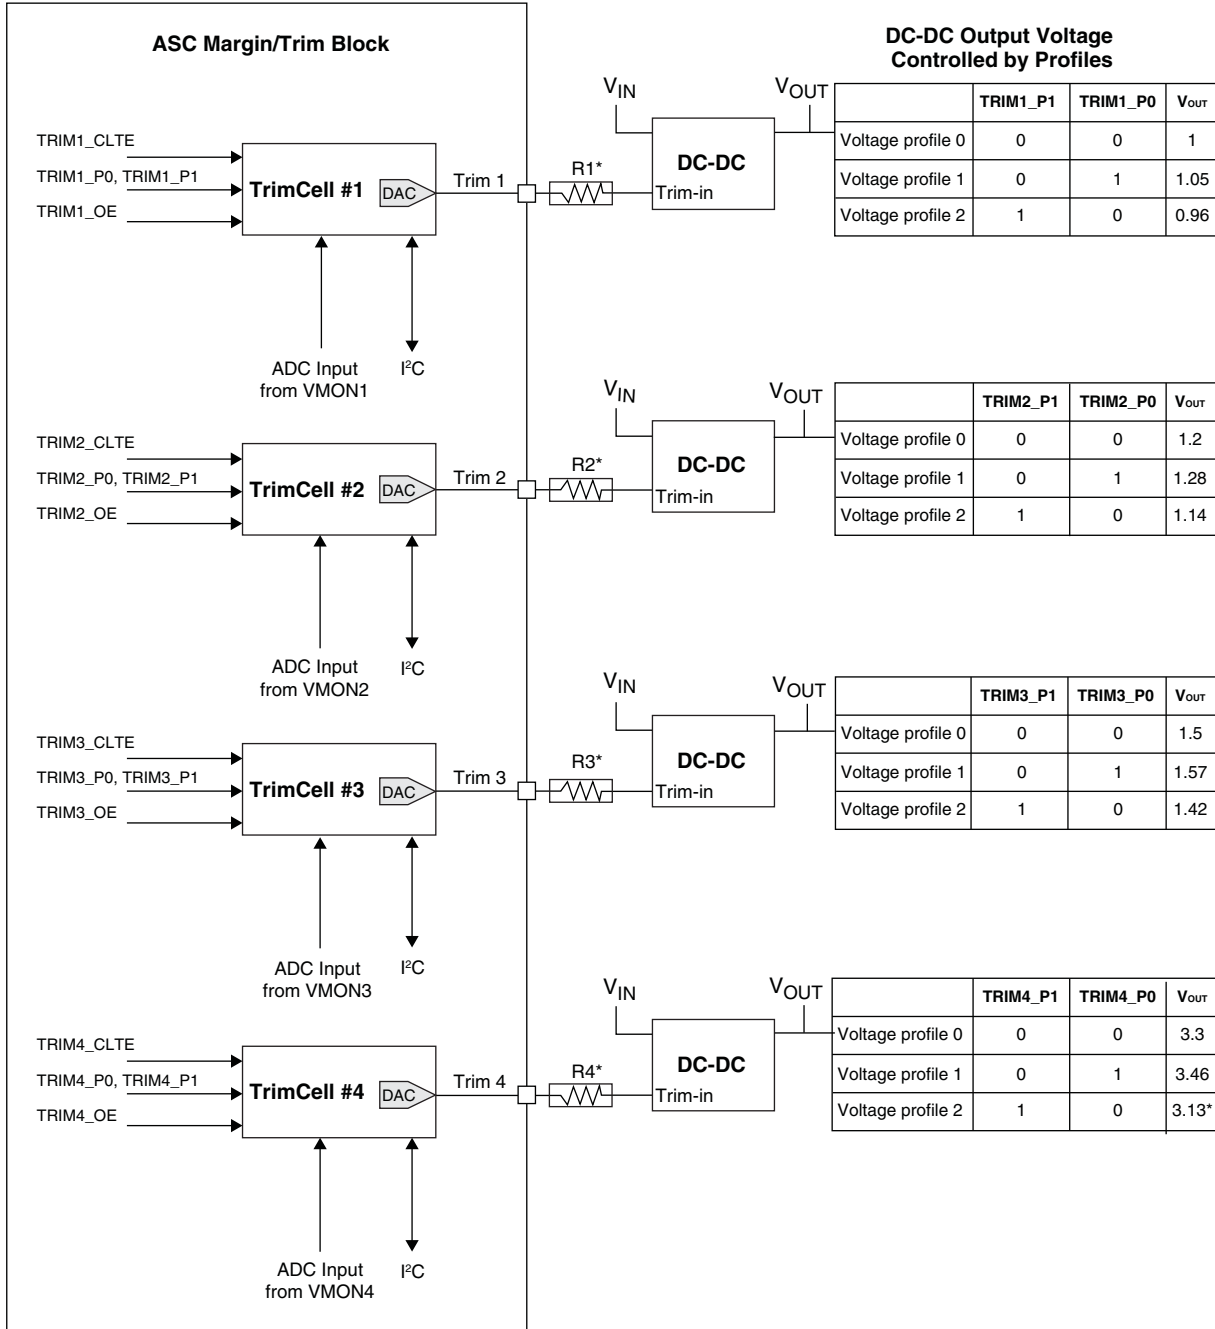 ASC Margin/Trim Block
DC-DC Output Voltage
Controlled by Profiles
TRIM1_CLTE
TRIM1_P0, TRIM1_P1
TRIM1_OE
TrimCell #1
DAC
Trim 1
R1*
VIN
VOUT
DC-DC
Trim-in
ADC Input
from VMON1
I²C
TRIM1_P1 TRIM1_P0 VOUT
Voltage profile 0 0 0 1
Voltage profile 1 0 1 1.05
Voltage profile 2 1 0 0.96
TRIM2_CLTE
TRIM2_P0, TRIM2_P1
TRIM2_OE
TrimCell #2
DAC
Trim 2
R2*
VIN
VOUT
DC-DC
Trim-in
ADC Input
from VMON2
I²C
TRIM2_P1 TRIM2_P0 VOUT
Voltage profile 0 0 0 1.2
Voltage profile 1 0 1 1.28
Voltage profile 2 1 0 1.14
TRIM3_CLTE
TRIM3_P0, TRIM3_P1
TRIM3_OE
TrimCell #3
DAC
Trim 3
R3*
VIN
VOUT
DC-DC
Trim-in
ADC Input
from VMON3
I²C
TRIM3_P1 TRIM3_P0 VOUT
Voltage profile 0 0 0 1.5
Voltage profile 1 0 1 1.57
Voltage profile 2 1 0 1.42
TRIM4_CLTE
TRIM4_P0, TRIM4_P1
TRIM4_OE
TrimCell #4
DAC
Trim 4
R4*
VIN
VOUT
DC-DC
Trim-in
ADC Input
from VMON4
I²C
TRIM4_P1 TRIM4_P0 VOUT
Voltage profile 0 0 0 3.3
Voltage profile 1 0 1 3.46
Voltage profile 2 1 0 3.13*